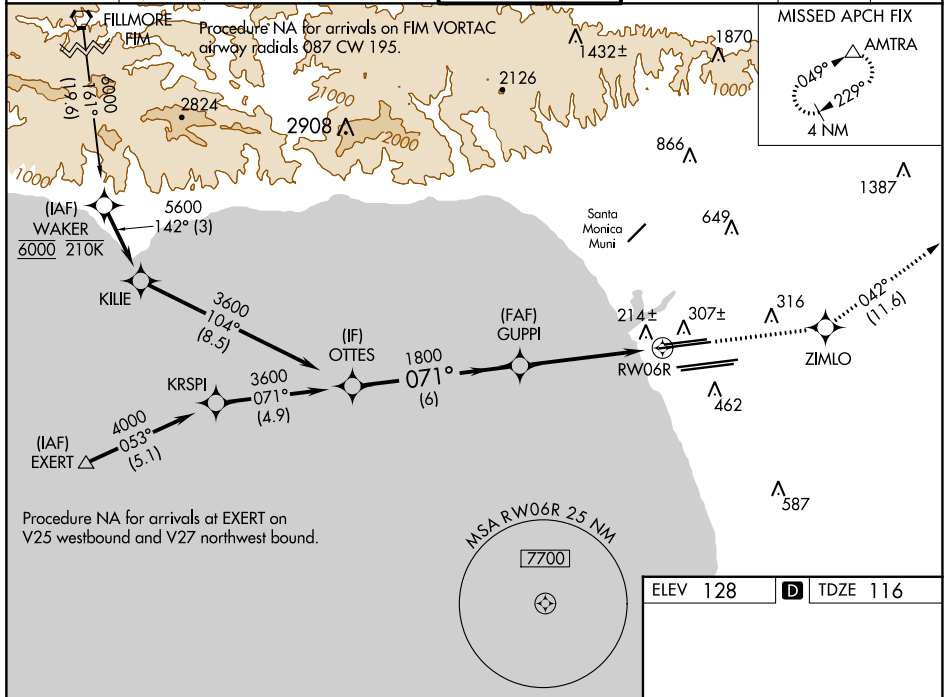 FILLMORE
FIM
Procedure NA for arrivals on FIM VORTAC
airway radials 087 CW 195.
MISSED APCH FIX
AMTRA
049°
229°
4 NM
1432±
1870
1000
2126
1000
2824
2908
2000
6000
161°
(19.6)
1000
866
1387
(IAF)
WAKER
6000 210K
5600
142° (3)
649
Santa
Monica
Muni
KILIE
3600
104°
(8.5)
042°
(11.6)
(FAF)
GUPPI
214±
307±
316
ZIMLO
(IF)
OTTES
1800
071°
(6)
RW06R
KRSPI
3600
071°
(4.9)
462
4000
053°
(5.1)
(IAF)
EXERT
587
Procedure NA for arrivals at EXERT on
V25 westbound and V27 northwest bound.
MSA RW06R 25 NM
7700
ELEV 128 D TDZE 116